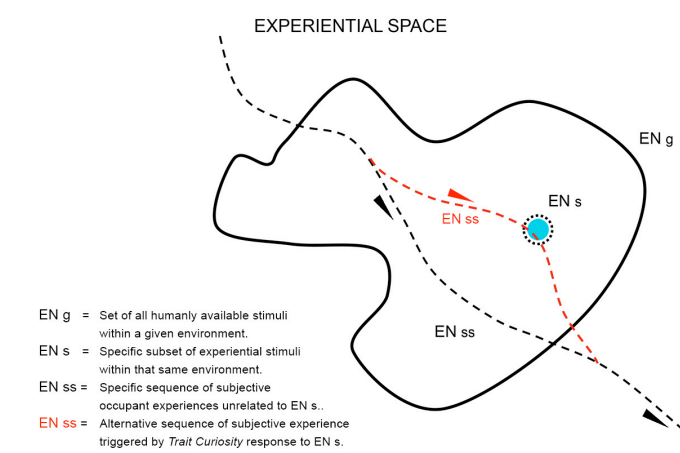 EXPERIENTIAL SPACE
EN g
EN s
EN ss
EN ss
EN g = Set of all humanly available stimuli
within a given environment.
EN s = Specific subset of experiential stimuli
within that same environment.
EN ss = Specific sequence of subjective
occupant experiences unrelated to EN s..
EN ss = Alternative sequence of subjective experience
triggered by Trait Curiosity response to EN s.